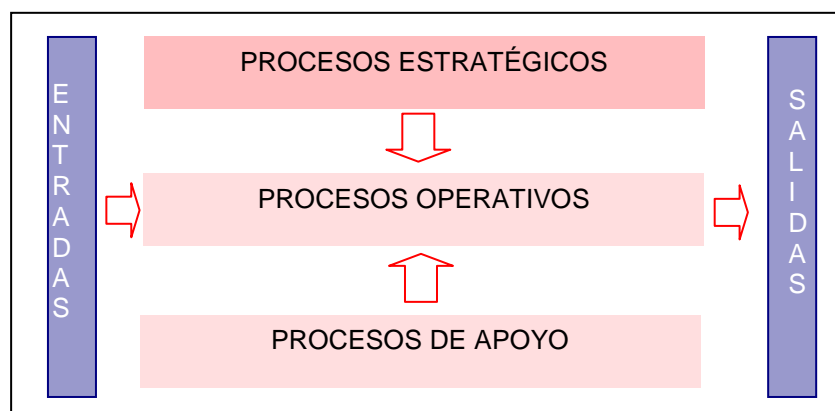 PROCESOS ESTRATÉGICOS
ENTRADAS
PROCESOS OPERATIVOS
SALIDAS
PROCESOS DE APOYO